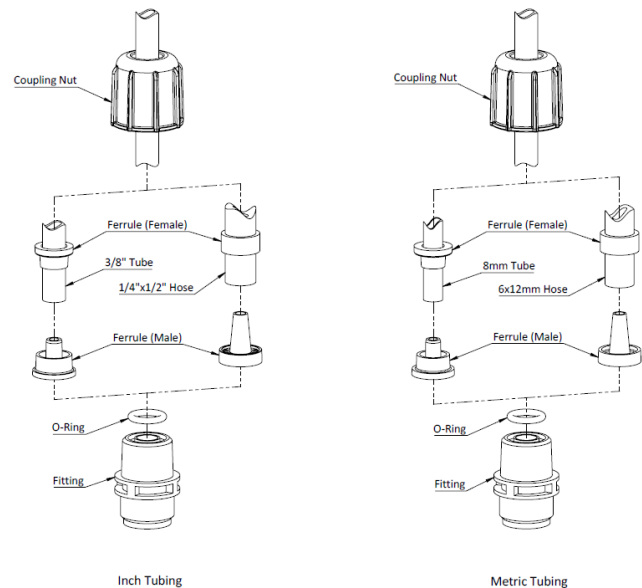 Coupling Nut
Ferrule (Female)
3/8" Tube
1/4"x1/2" Hose
Ferrule (Male)
O-Ring
Fitting
Inch Tubing
Coupling Nut
Ferrule (Female)
8mm Tube
6x12mm Hose
Ferrule (Male)
O-Ring
Fitting
Metric Tubing